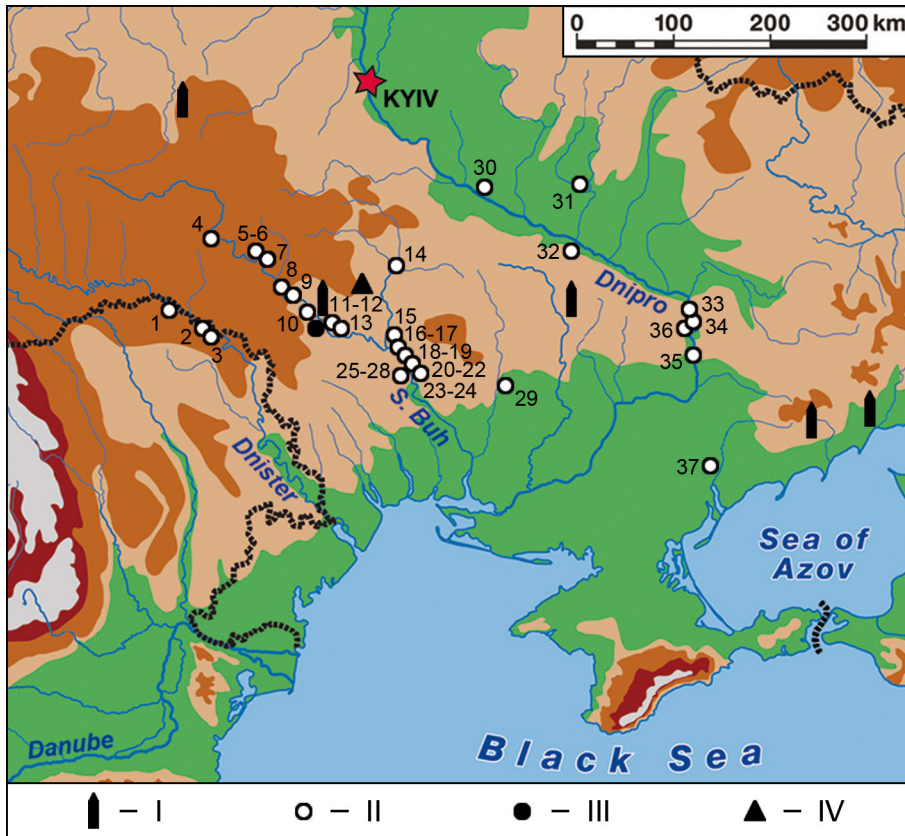 0 100 200 300 km
KYIV
30
31
4
5-6
7
14
32
8
9
Dnipro
1
10
11-12
13
33
2
3
15
36
34
16-17
18-19
35
25-28
20-22
23-24
29
S. Buh
Dnister
37
Sea of
Azov
Danube
Black Sea
– I
– II
– III
– IV